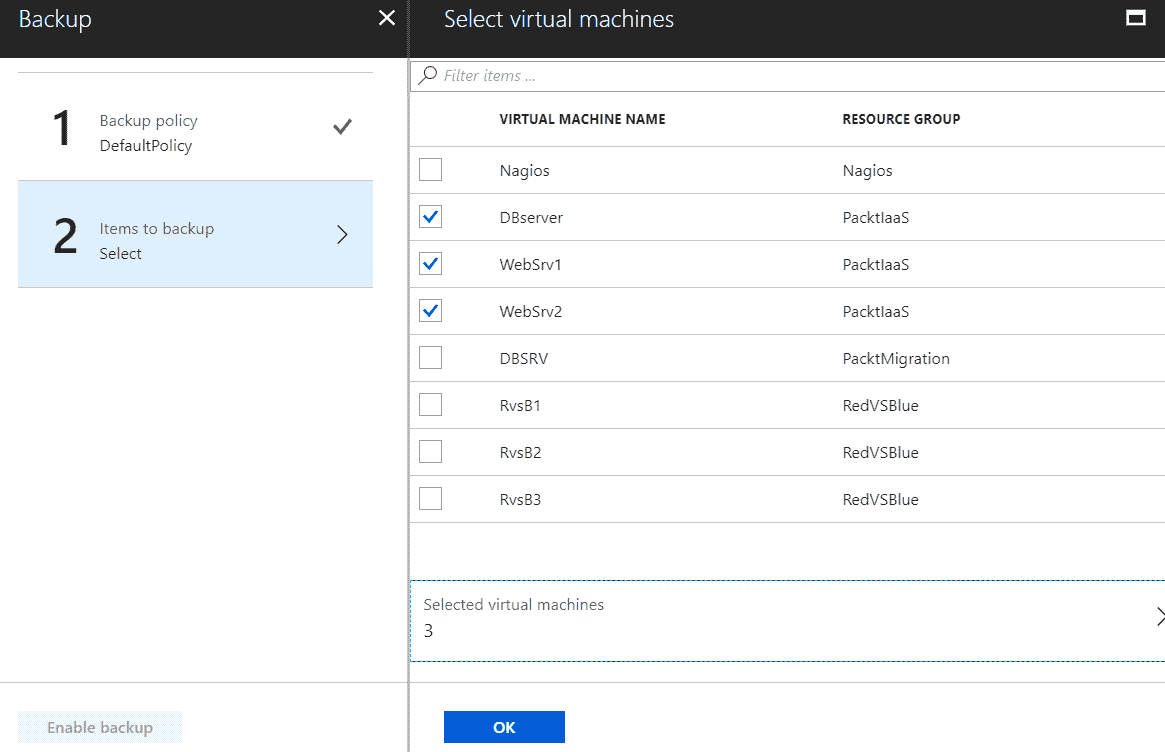 Backup
1
Backup policy
DefaultPolicy
2
Items to backup
Select
Enable backup
Select virtual machines
Filter items ...
VIRTUAL MACHINE NAME RESOURCE GROUP
Nagios Nagios
DBserver PacktIaaS
WebSrv1 PacktIaaS
WebSrv2 PacktIaaS
DBSRV PacktMigration
RvsB1 RedVSBlue
RvsB2 RedVSBlue
RvsB3 RedVSBlue
Selected virtual machines
3
OK